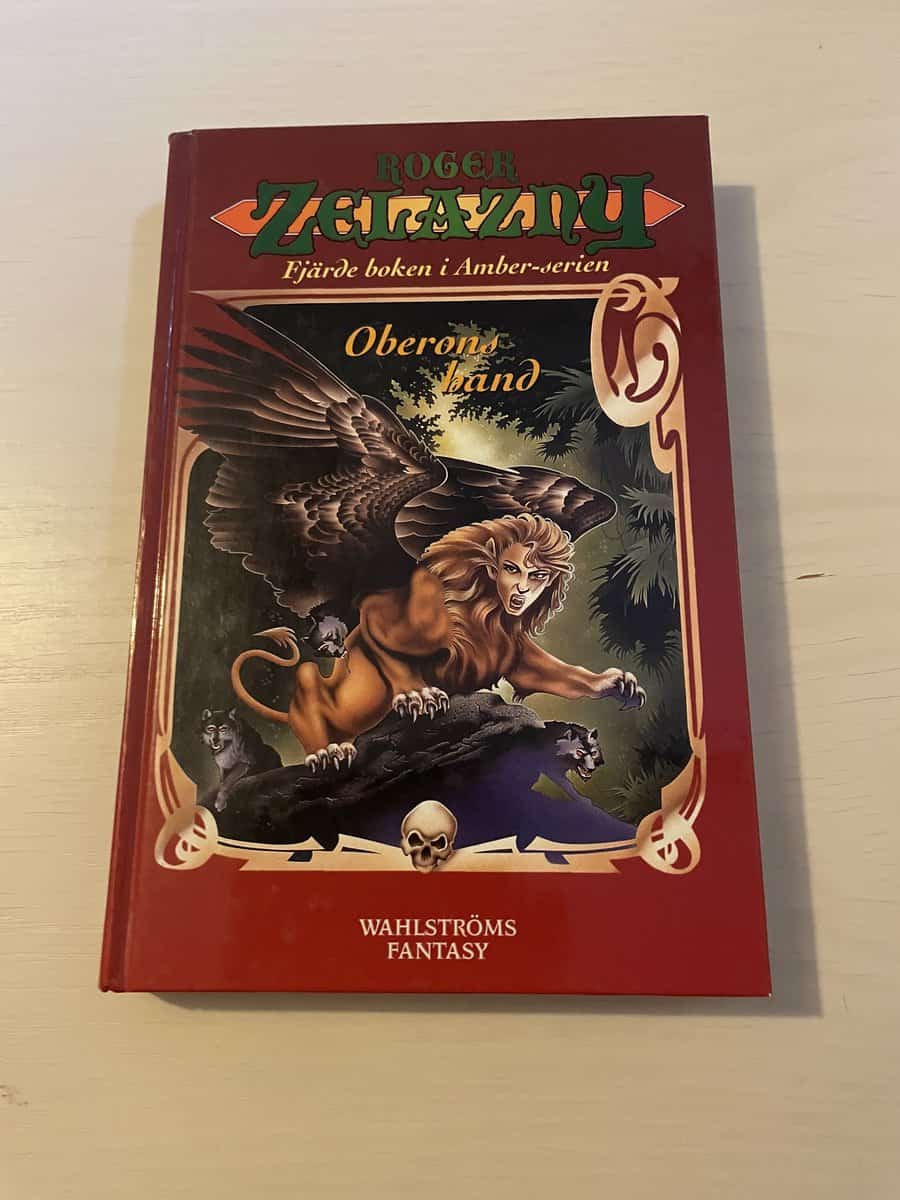 ROGER
ZELAZNY
Fjärde boken i Amber-serien
Oberons
hand
WAHLSTRÖMS
FANTASY